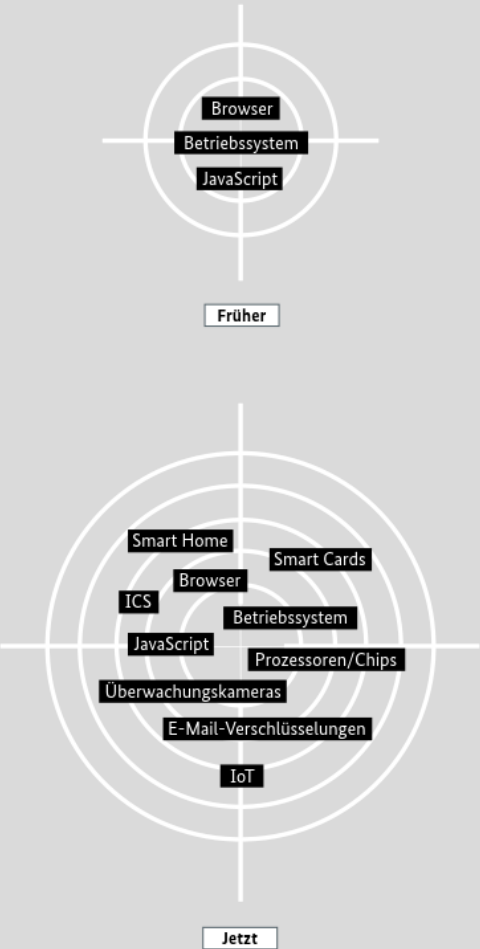 Browser
Betriebssystem
JavaScript
Früher
Smart Home
Smart Cards
Browser
ICS
Betriebssystem
JavaScript
Prozessoren/Chips
Überwachungskameras
E-Mail-Verschlüsselungen
IoT
Jetzt